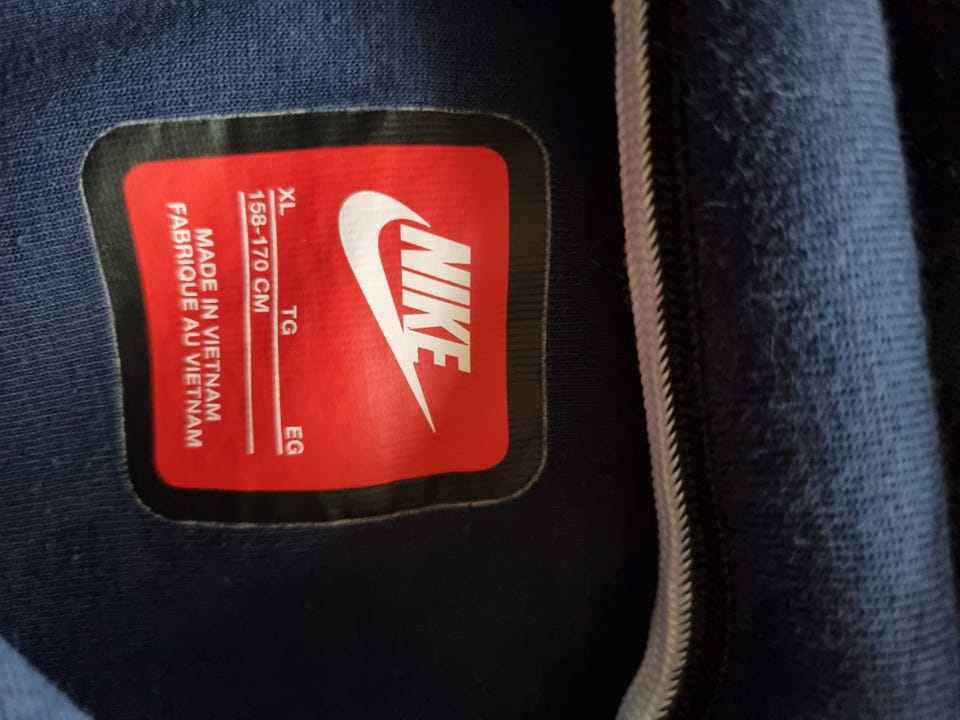 NIKE
XL TG EG
158-170 CM
MADE IN VIETNAM
FABRIQUE AU VIETNAM